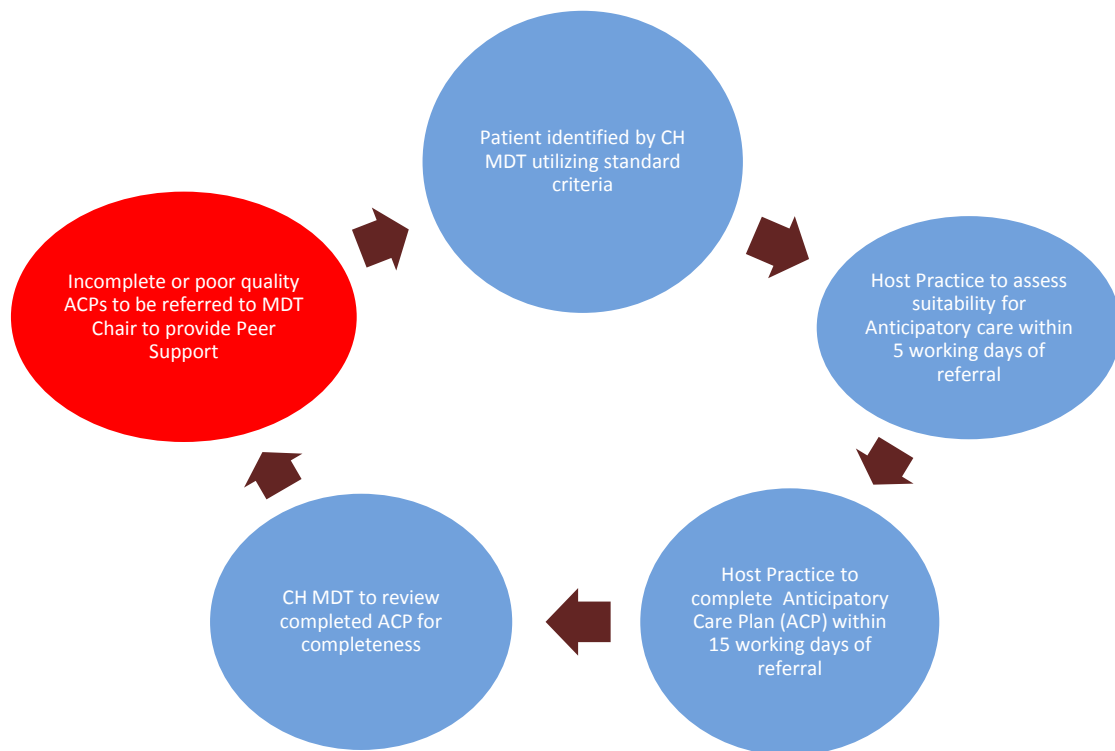 Patient identified by CH
MDT utilizing standard
criteria
Host Practice to assess
suitability for
Anticipatory care within
5 working days of
referral
Host Practice to
complete  Anticipatory
Care Plan (ACP) within
15 working days of
referral
CH MDT to review
completed ACP for
completeness
Incomplete or poor quality
ACPs to be referred to MDT
Chair to provide Peer
Support